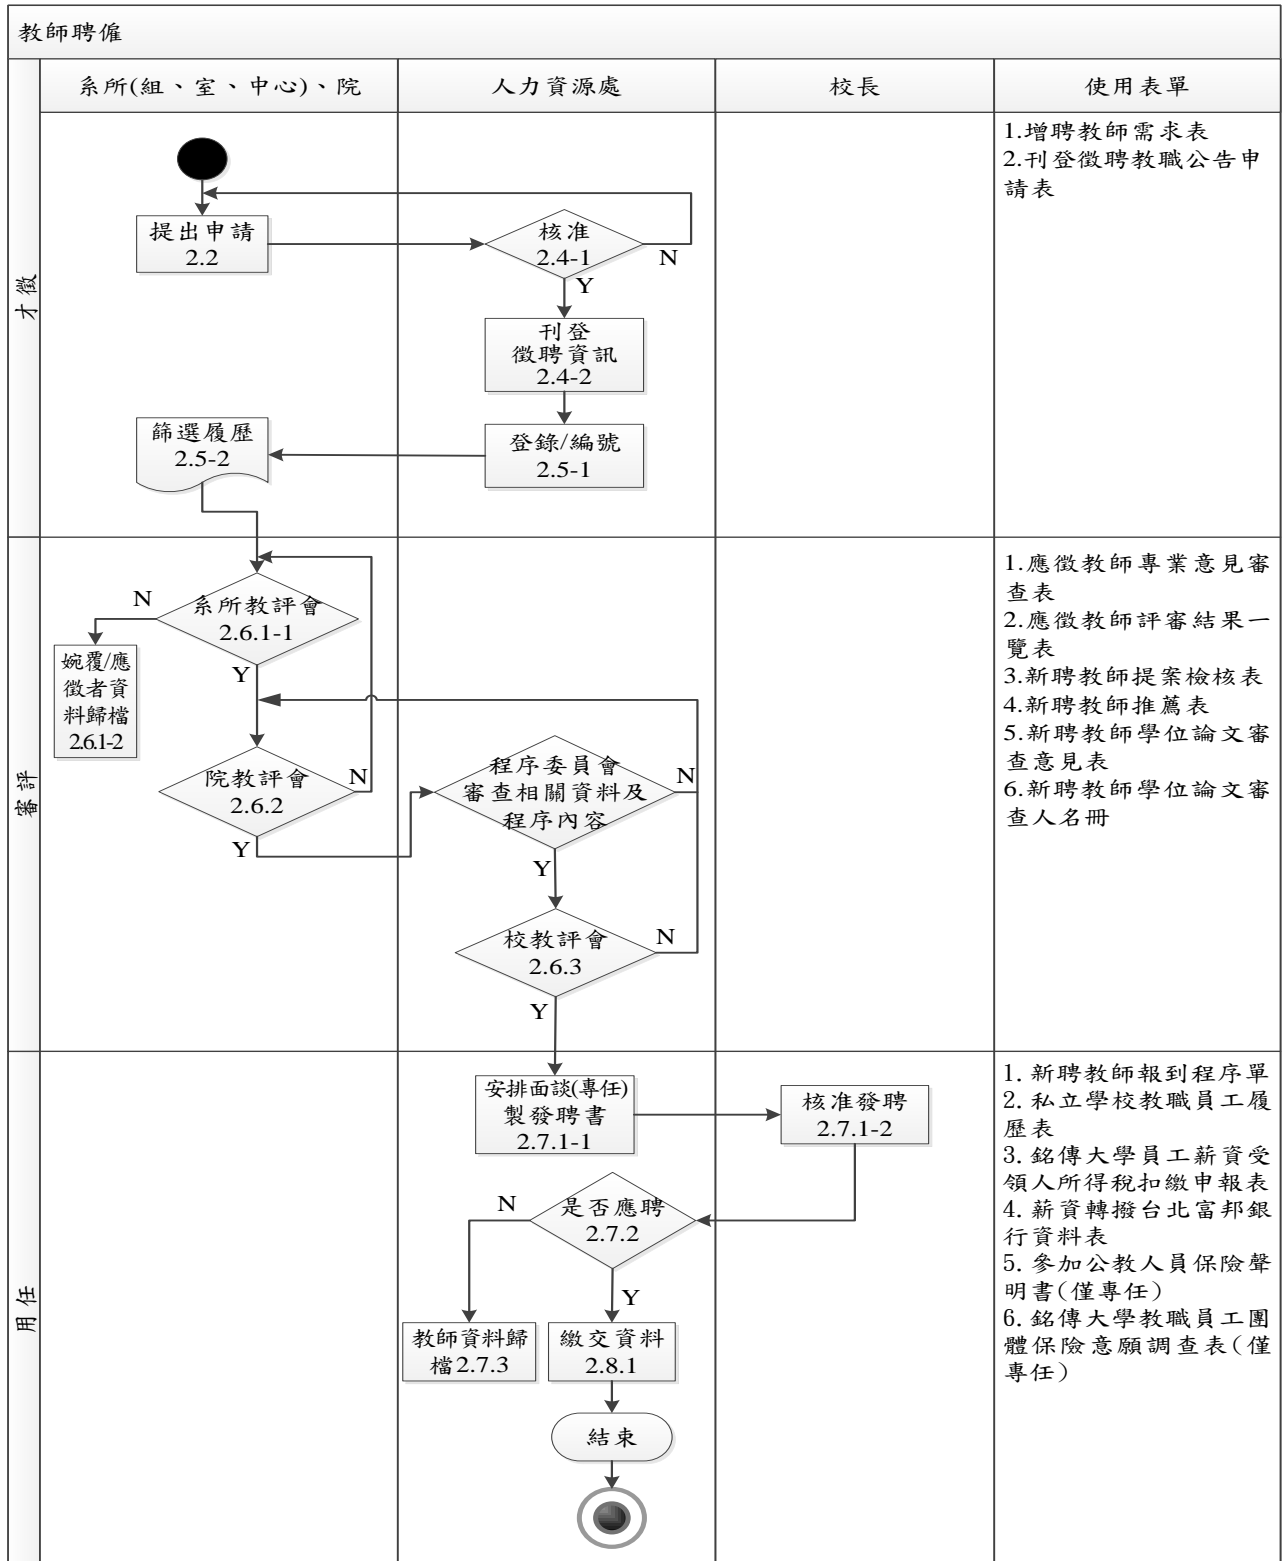 教師聘僱
系所(組、室、中心)、院
人力資源處
校長
使用表單
才徵
提出申請
2.2
核准
2.4-1
N
Y
刊登
徵聘資訊
2.4-2
登錄/編號
2.5-1
篩選履歷
2.5-2
1.增聘教師需求表
2.刊登徵聘教職公告申
請表
審評
系所教評會
2.6.1-1
N
Y
婉覆/應
徵者資
料歸檔
2.6.1-2
院教評會
2.6.2
N
Y
程序委員會
審查相關資料及
程序內容
N
Y
校教評會
2.6.3
N
Y
1.應徵教師專業意見審
查表
2.應徵教師評審結果一
覽表
3.新聘教師提案檢核表
4.新聘教師推薦表
5.新聘教師學位論文審
查意見表
6.新聘教師學位論文審
查人名冊
用任
安排面談(專任)
製發聘書
2.7.1-1
核准發聘
2.7.1-2
是否應聘
2.7.2
N
Y
教師資料歸
檔2.7.3
繳交資料
2.8.1
結束
1. 新聘教師報到程序單
2. 私立學校教職員工履
歷表
3. 銘傳大學員工薪資受
領人所得稅扣繳申報表
4. 薪資轉撥台北富邦銀
行資料表
5. 參加公教人員保險聲
明書(僅專任)
6. 銘傳大學教職員工團
體保險意願調查表(僅
專任)